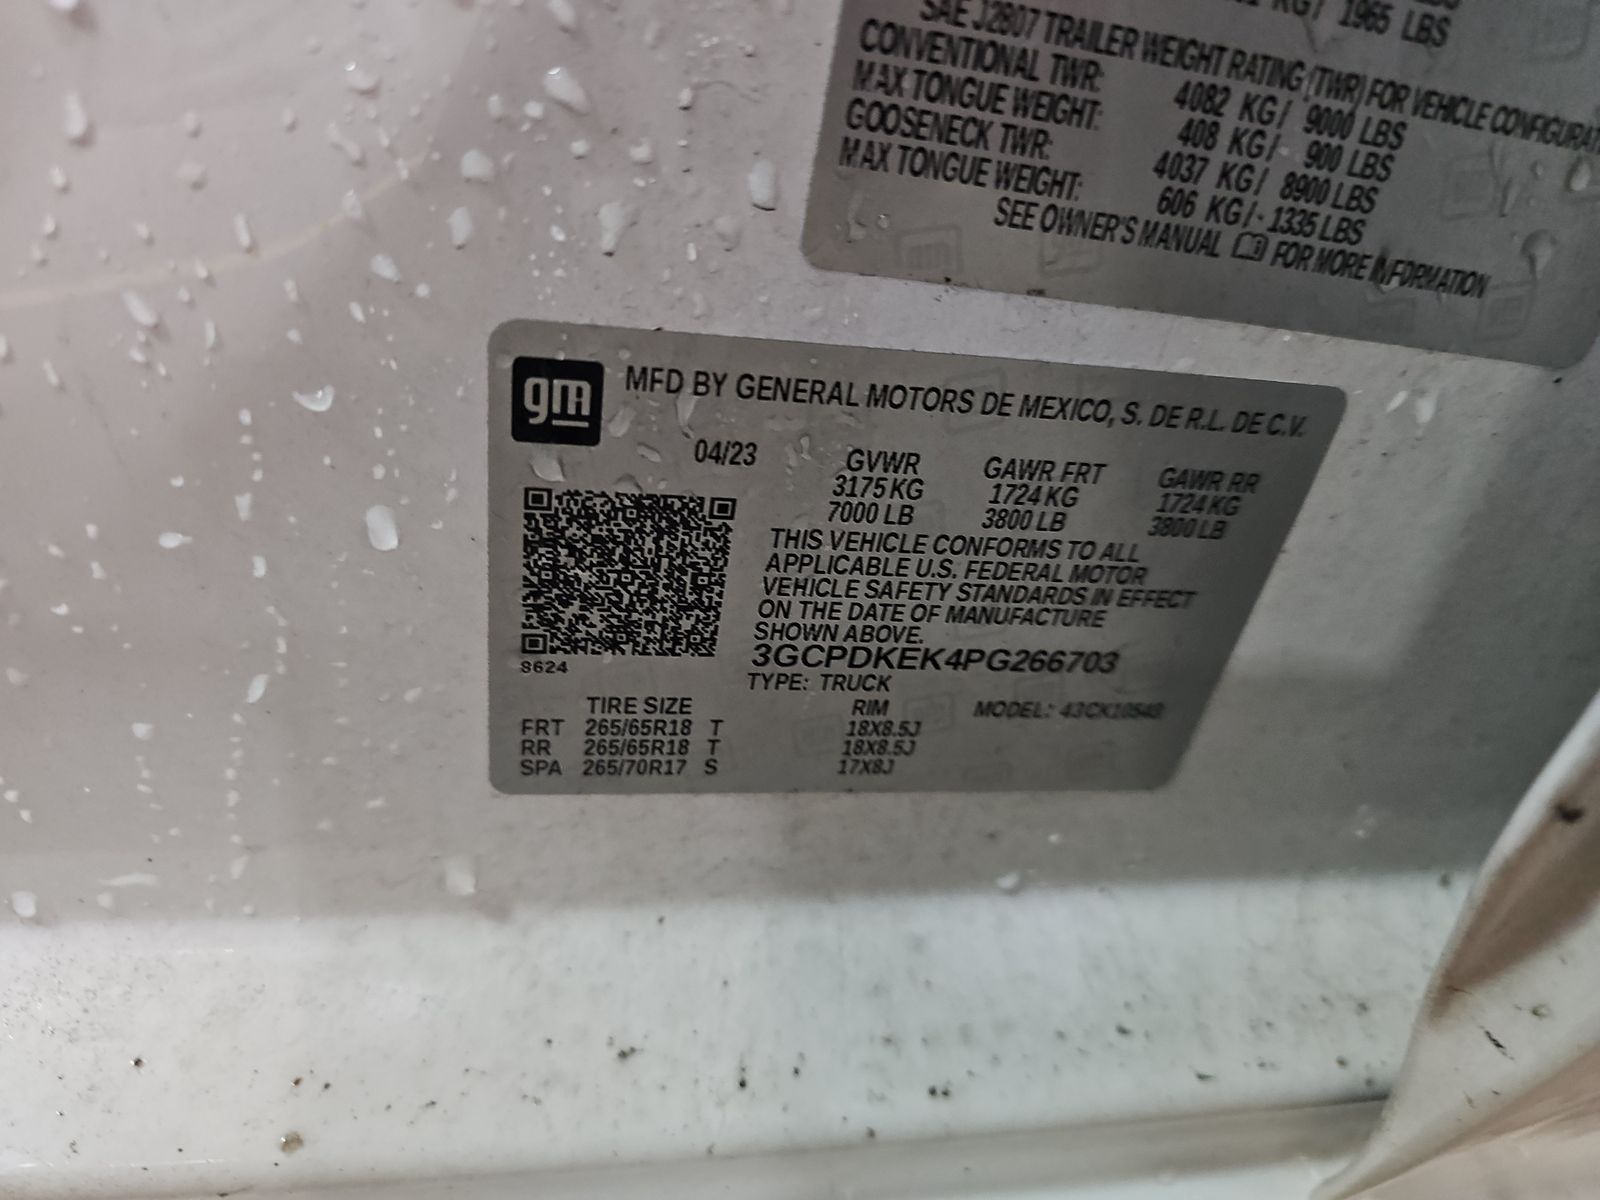 1965 LBS
SAE J2807 TRAILER WEIGHT RATING (TWR) FOR VEHICLE
CONVENTIONAL TWR: 4082 KG/ 9000 LBS
MAX TONGUE WEIGHT: 408 KG/ 900 LBS
GOOSENECK TWR: 4037 KG/ 8900 LBS
MAX TONGUE WEIGHT: 606 KG/ 1335 LBS
SEE OWNER'S MANUAL FOR MORE INFORMATION
gm
MFD BY GENERAL MOTORS DE MEXICO, S. DE R.L. DE C.V.
04/23 GVWR GAWR FRT GAWR RR
3175 KG 1724 KG 1724 KG
7000 LB 3800 LB 3800 LB
THIS VEHICLE CONFORMS TO ALL
APPLICABLE U.S. FEDERAL MOTOR
VEHICLE SAFETY STANDARDS IN EFFECT
ON THE DATE OF MANUFACTURE
SHOWN ABOVE.
3GCPDKEK4PG266703
8624
TYPE: TRUCK
TIRE SIZE RIM MODEL:
FRT 265/65R18 T 18X8.5J
RR 265/65R18 T 18X8.5J
SPA 265/70R17 S 17X8J